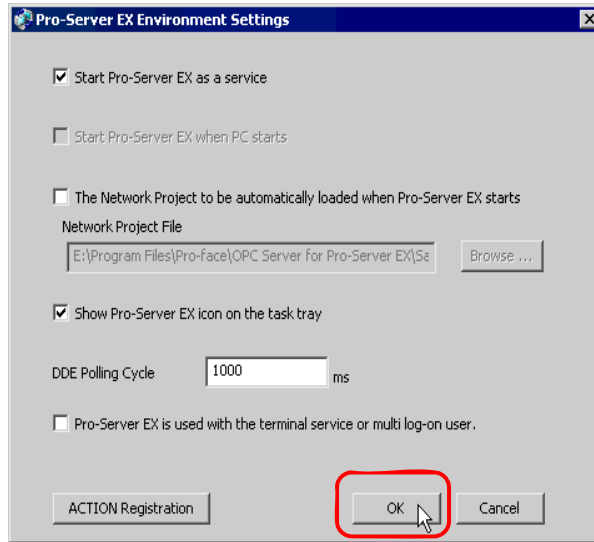 Pro-Server EX Environment Settings
Start Pro-Server EX as a service
Start Pro-Server EX when PC starts
The Network Project to be automatically loaded when Pro-Server EX starts
Network Project File
E:\Program Files\Pro-face\OPC Server for Pro-Server EX\Sa
Browse ...
Show Pro-Server EX icon on the task tray
DDE Polling Cycle 1000 ms
Pro-Server EX is used with the terminal service or multi log-on user.
ACTION Registration OK Cancel